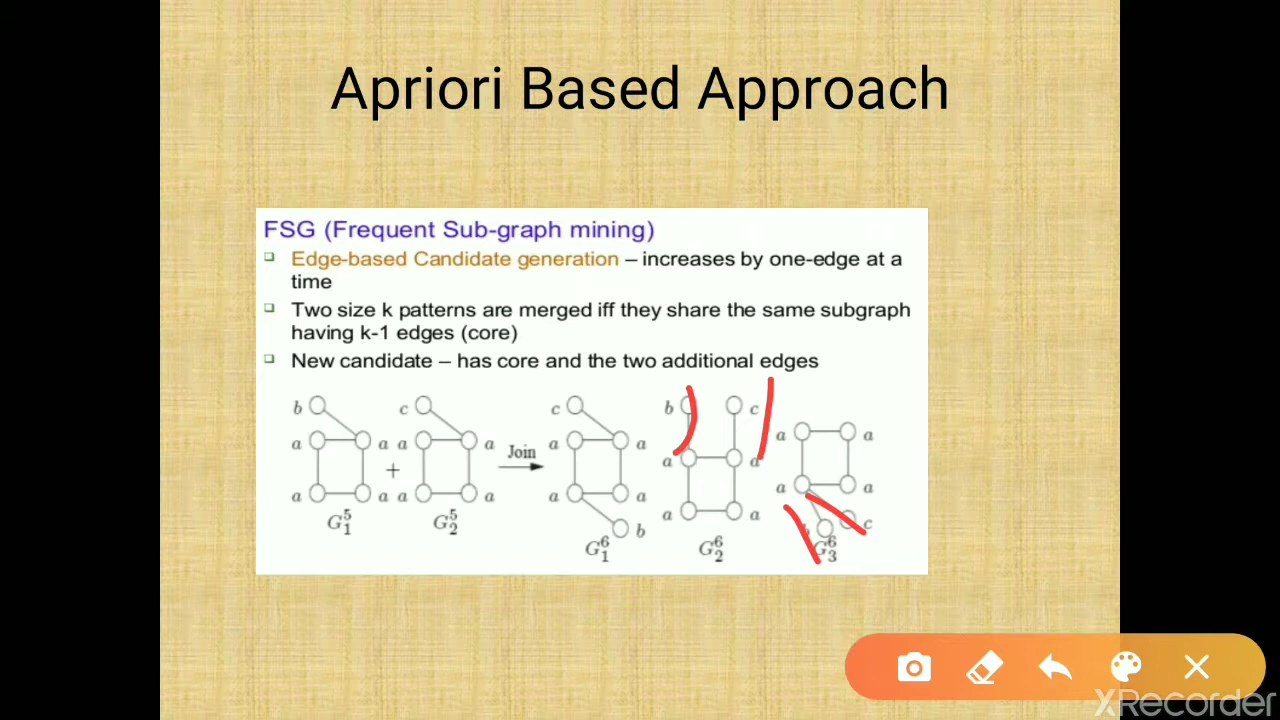 Apriori Based Approach
FSG (Frequent Sub-graph mining)
Edge-based Candidate generation – increases by one-edge at a
time
Two size k patterns are merged iff they share the same subgraph
having k-1 edges (core)
New candidate – has core and the two additional edges
b c c b c
a a a a Join a a a a a a
+
a a a a a a a a
a a b c
G₁⁵ G₂⁵ G₁⁶ G₂⁶ G₃⁶
XRecorder